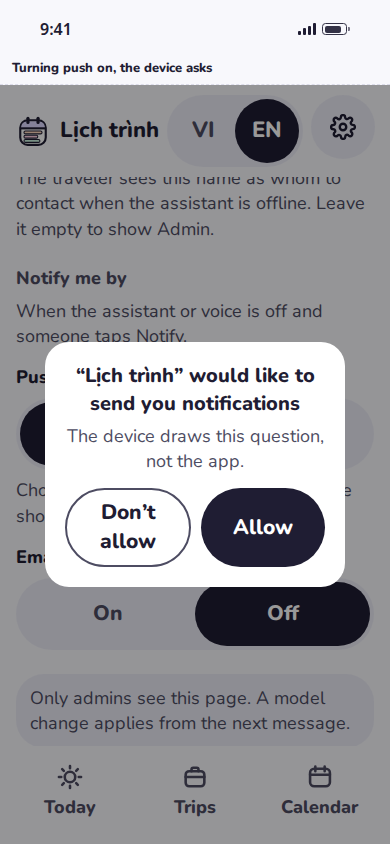 9:41
Turning push on, the device asks
Lịch trình
VI
EN
The traveler sees this name as whom to
contact when the assistant is offline. Leave
it empty to show Admin.
Notify me by
When the assistant or voice is off and
someone taps Notify.
“Lịch trình” would like to
send you notifications
The device draws this question,
not the app.
Don’t
allow
Allow
On
Off
Only admins see this page. A model
change applies from the next message.
Today
Trips
Calendar